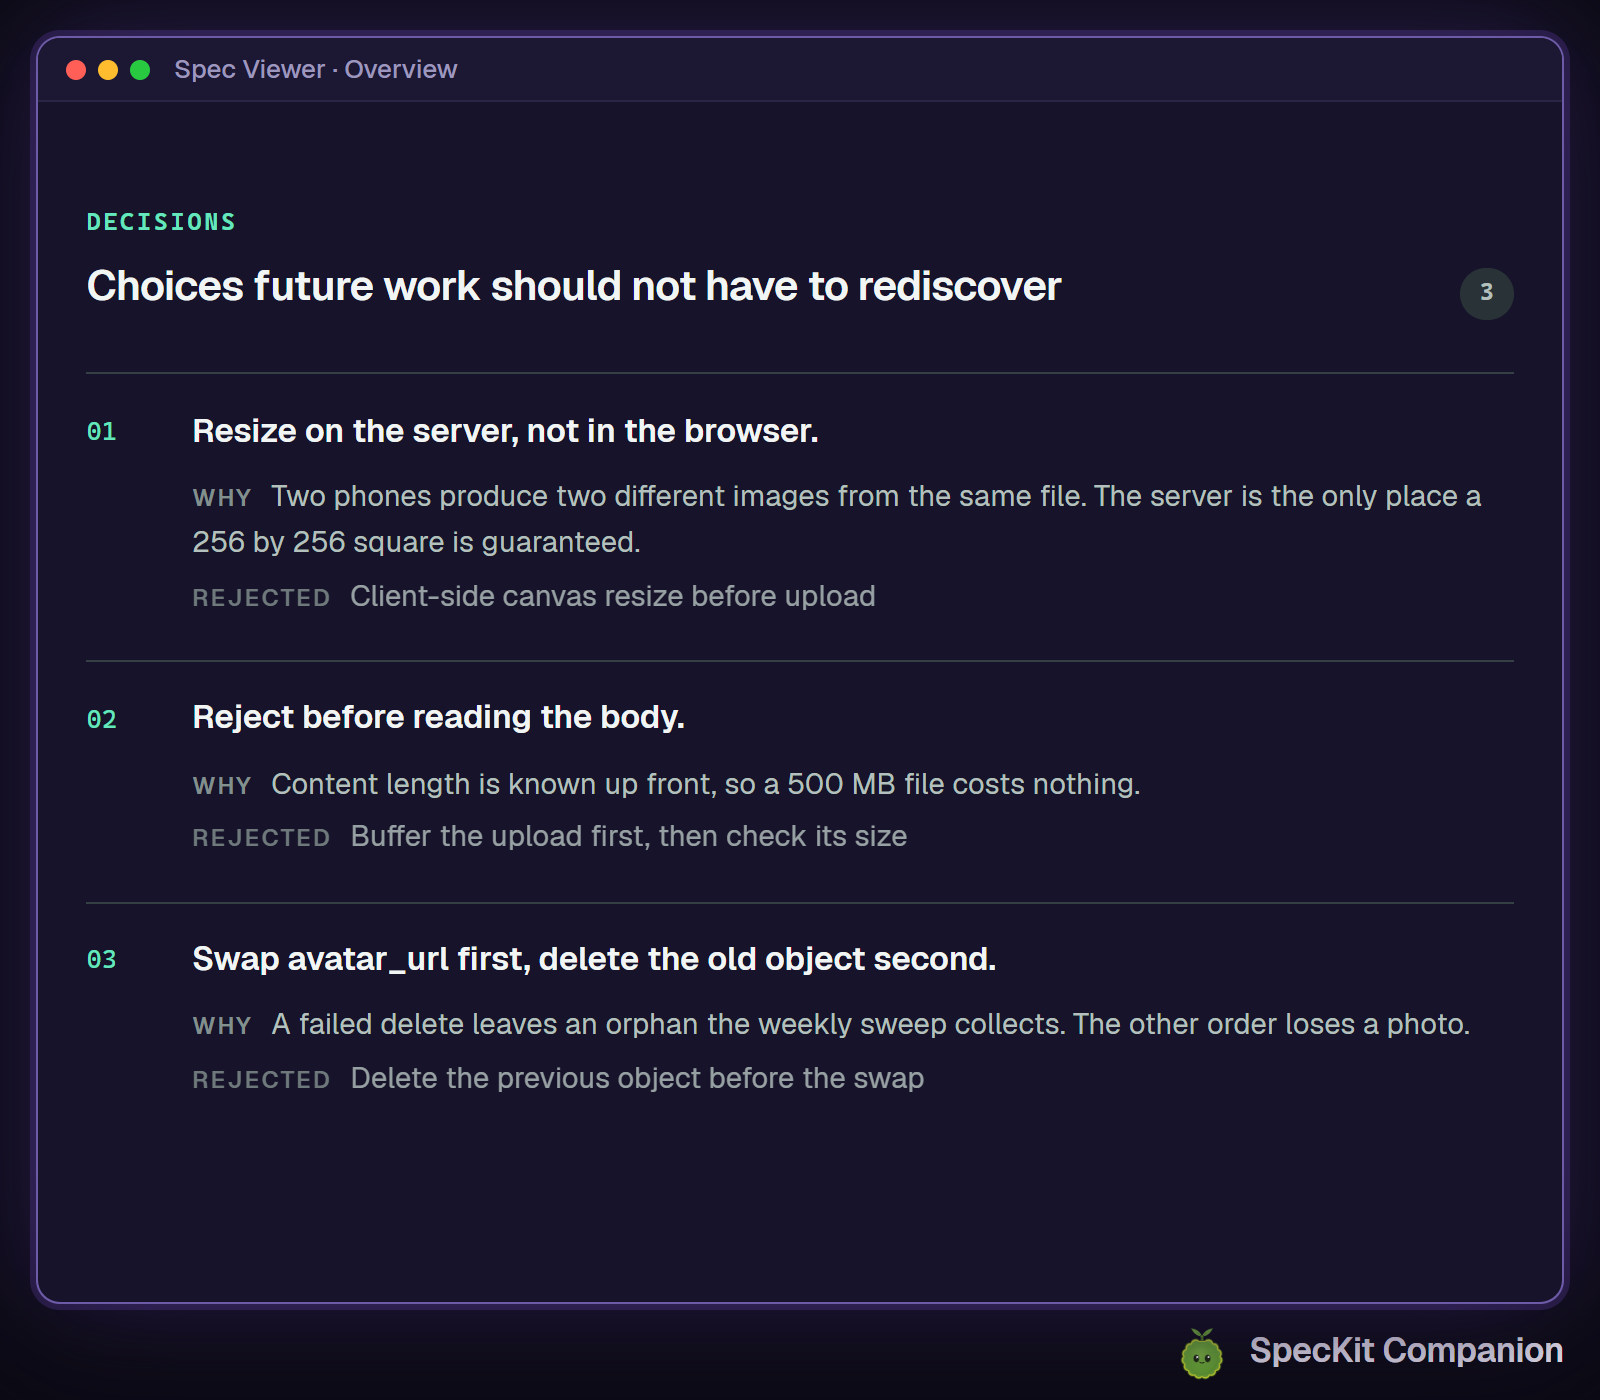 Spec Viewer · Overview
DECISIONS
Choices future work should not have to rediscover
3
01
Resize on the server, not in the browser.
WHY Two phones produce two different images from the same file. The server is the only place a
256 by 256 square is guaranteed.
REJECTED Client-side canvas resize before upload
02
Reject before reading the body.
WHY Content length is known up front, so a 500 MB file costs nothing.
REJECTED Buffer the upload first, then check its size
03
Swap avatar_url first, delete the old object second.
WHY A failed delete leaves an orphan the weekly sweep collects. The other order loses a photo.
REJECTED Delete the previous object before the swap
SpecKit Companion